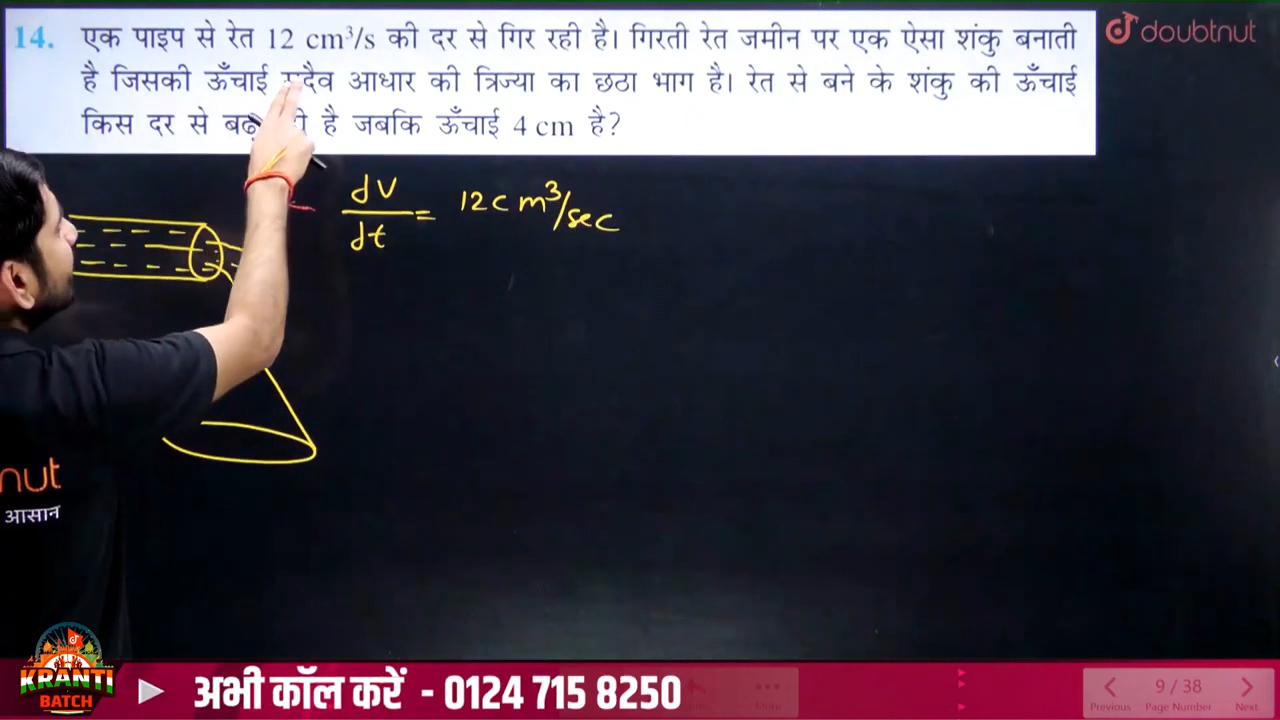 14. एक पाइप से रेत 12 cm³/s की दर से गिर रही है। गिरती रेत जमीन पर एक ऐसा शंकु बनाती
है जिसकी ऊँचाई आधार की त्रिज्या का छठा भाग है। रेत से बने के शंकु की ऊँचाई
किस दर से है जबकि ऊँचाई 4 cm है?
doubtnut
dV/dt = 12 cm³/sec
nut
आसान
KRANTI
BATCH
अभी कॉल करें - 0124 715 8250
9 / 38
Previous Page Number Next